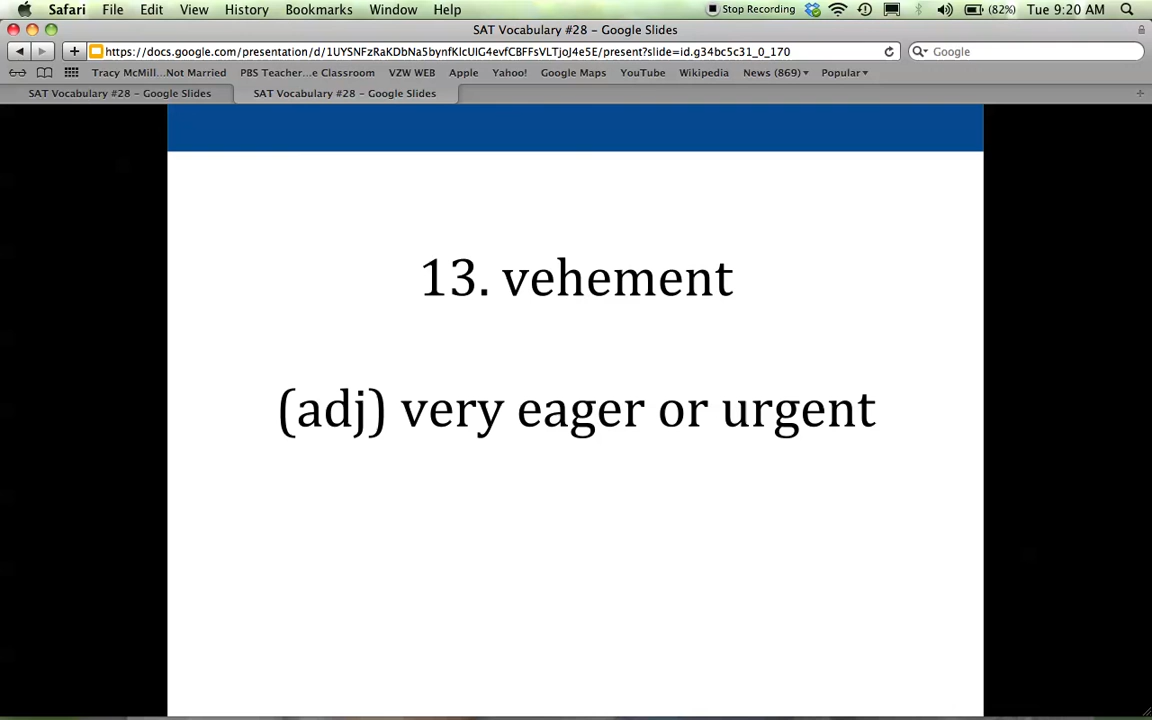 Safari File Edit View History Bookmarks Window Help Stop Recording (82%) Tue 9:20 AM
SAT Vocabulary #28 – Google Slides
https://docs.google.com/presentation/d/1UYSNFzRaKDbNa5bynfKlcUlG4evfCBFFsVLTjoJ4e5E/present?slide=id.g34bc5c31_0_170 Google
Tracy McMill...Not Married PBS Teacher...e Classroom VZW WEB Apple Yahoo! Google Maps YouTube Wikipedia News (869) Popular
SAT Vocabulary #28 – Google Slides SAT Vocabulary #28 – Google Slides
13. vehement
(adj) very eager or urgent